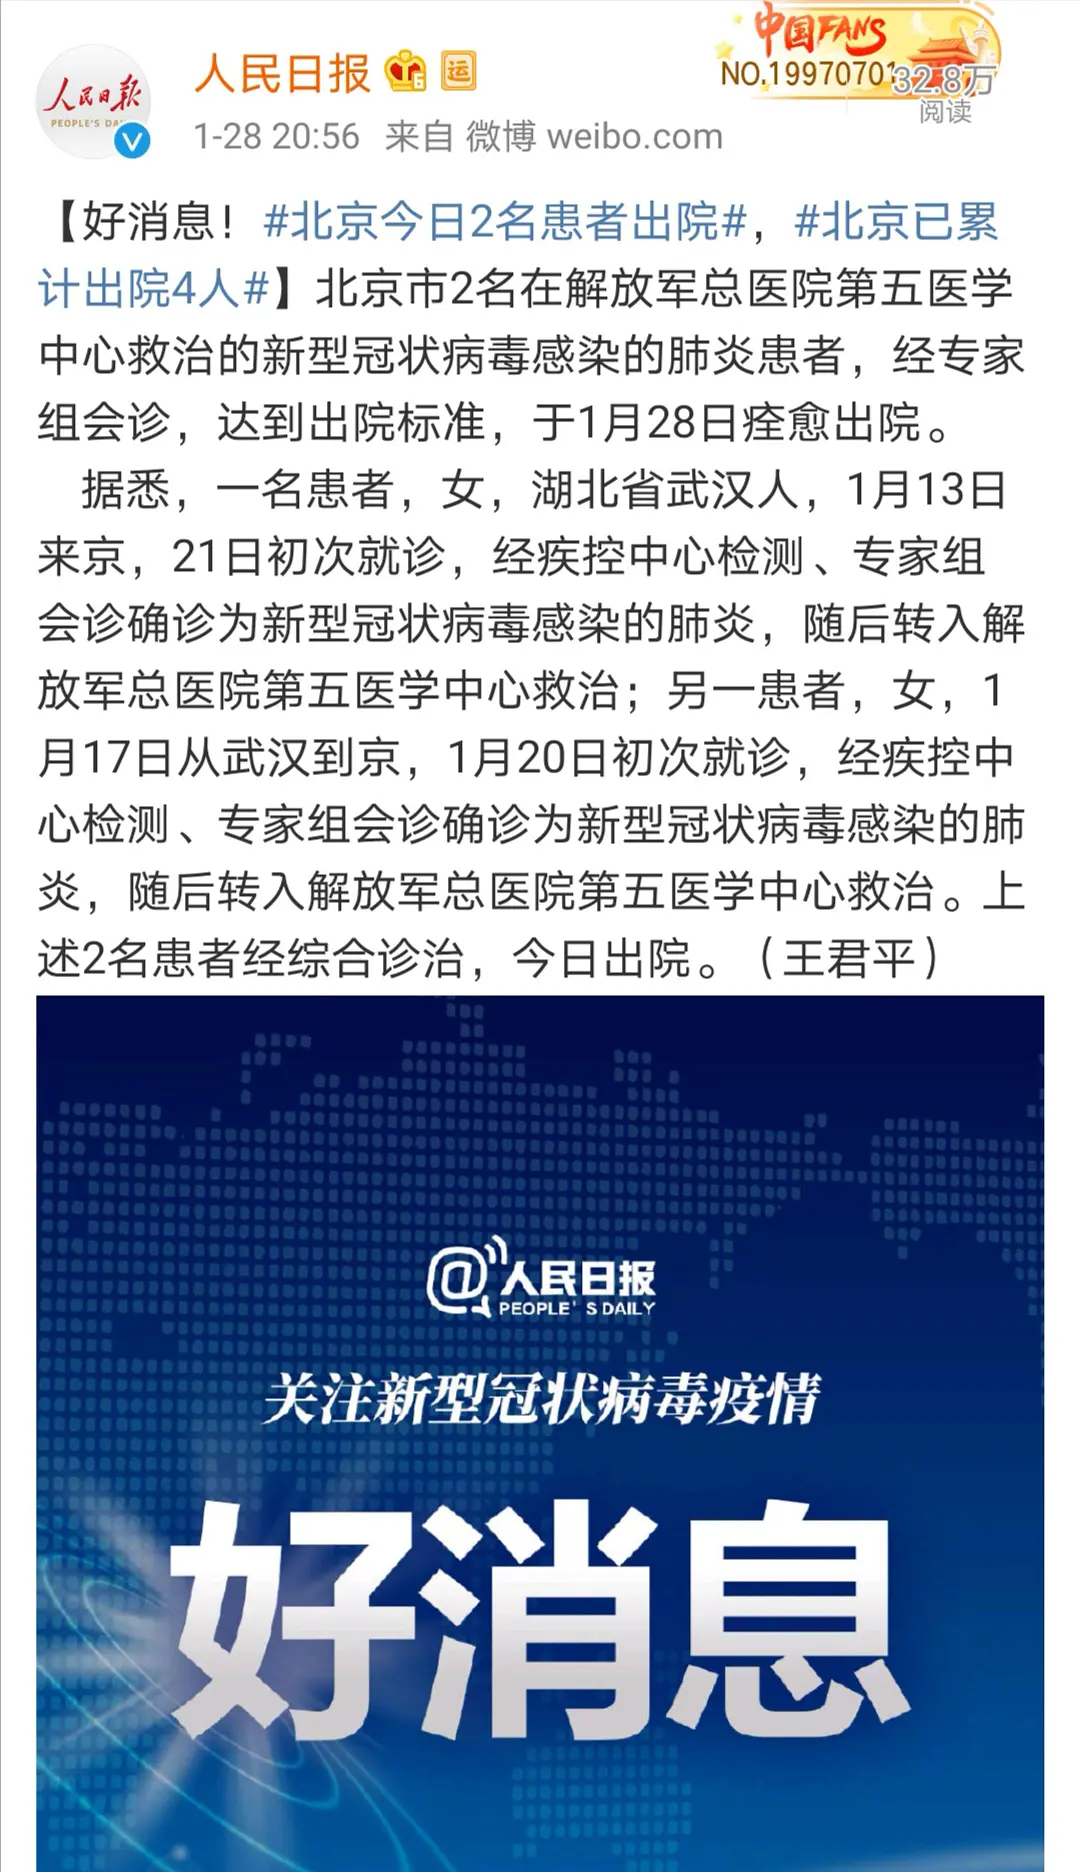 中国FANS
人民日报
NO.19970701
32.8万
阅读
人民日报
PEOPLE'S DA
1-28 20:56 来自 微博 weibo.com
【好消息！#北京今日2名患者出院#，#北京已累
计出院4人#】北京市2名在解放军总医院第五医学
中心救治的新型冠状病毒感染的肺炎患者，经专家
组会诊，达到出院标准，于1月28日痊愈出院。
据悉，一名患者，女，湖北省武汉人，1月13日
来京，21日初次就诊，经疾控中心检测、专家组
会诊确诊为新型冠状病毒感染的肺炎，随后转入解
放军总医院第五医学中心救治；另一患者，女，1
月17日从武汉到京，1月20日初次就诊，经疾控中
心检测、专家组会诊确诊为新型冠状病毒感染的肺
炎，随后转入解放军总医院第五医学中心救治。上
述2名患者经综合诊治，今日出院。（王君平）
@人民日报
PEOPLE'S DAILY
关注新型冠状病毒疫情
好消息